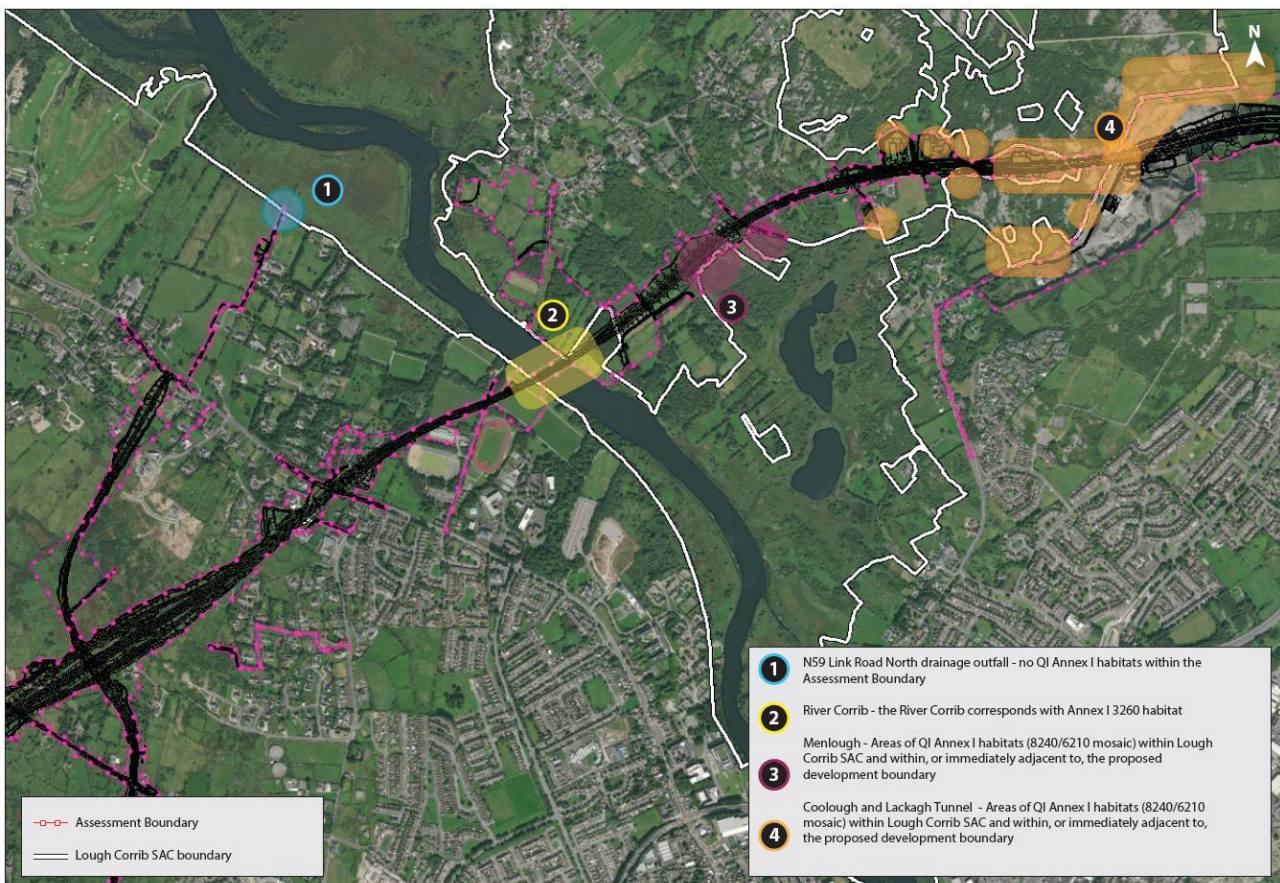 N
1
2
3
4
1 N59 Link Road North drainage outfall - no QI Annex I habitats within the
Assessment Boundary
2 River Corrib - the River Corrib corresponds with Annex I 3260 habitat
Menlough - Areas of QI Annex I habitats (8240/6210 mosaic) within Lough
3 Corrib SAC and within, or immediately adjacent to, the proposed
development boundary
Coolough and Lackagh Tunnel - Areas of QI Annex I habitats (8240/6210
4 mosaic) within Lough Corrib SAC and within, or immediately adjacent to,
the proposed development boundary
Assessment Boundary
Lough Corrib SAC boundary